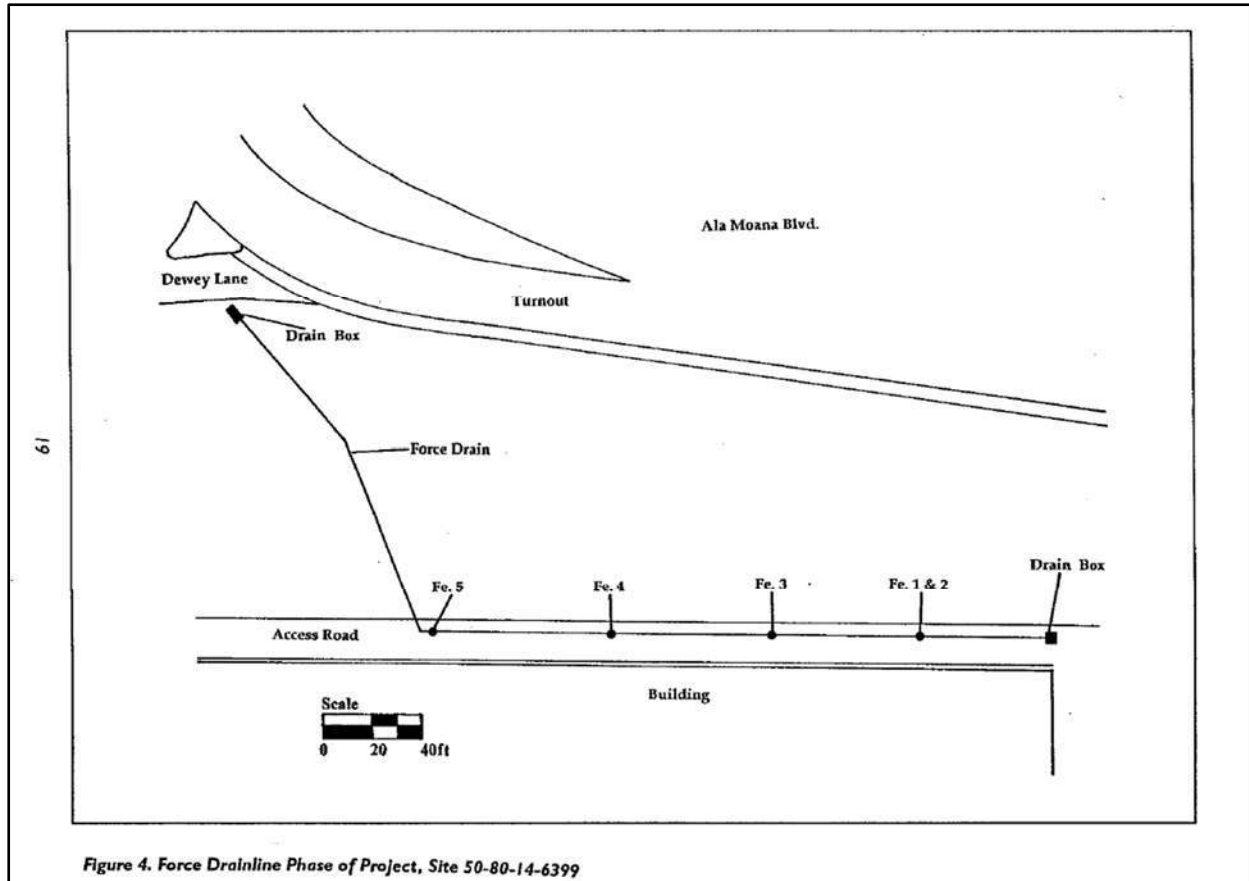 Ala Moana Blvd.
Dewey Lane
Turnout
Drain Box
Force Drain
19
Drain Box
Fe. 5
Fe. 4
Fe. 3
Fe. 1 & 2
Access Road
Building
Scale
0 20 40ft
Figure 4. Force Drainline Phase of Project, Site 50-80-14-6399